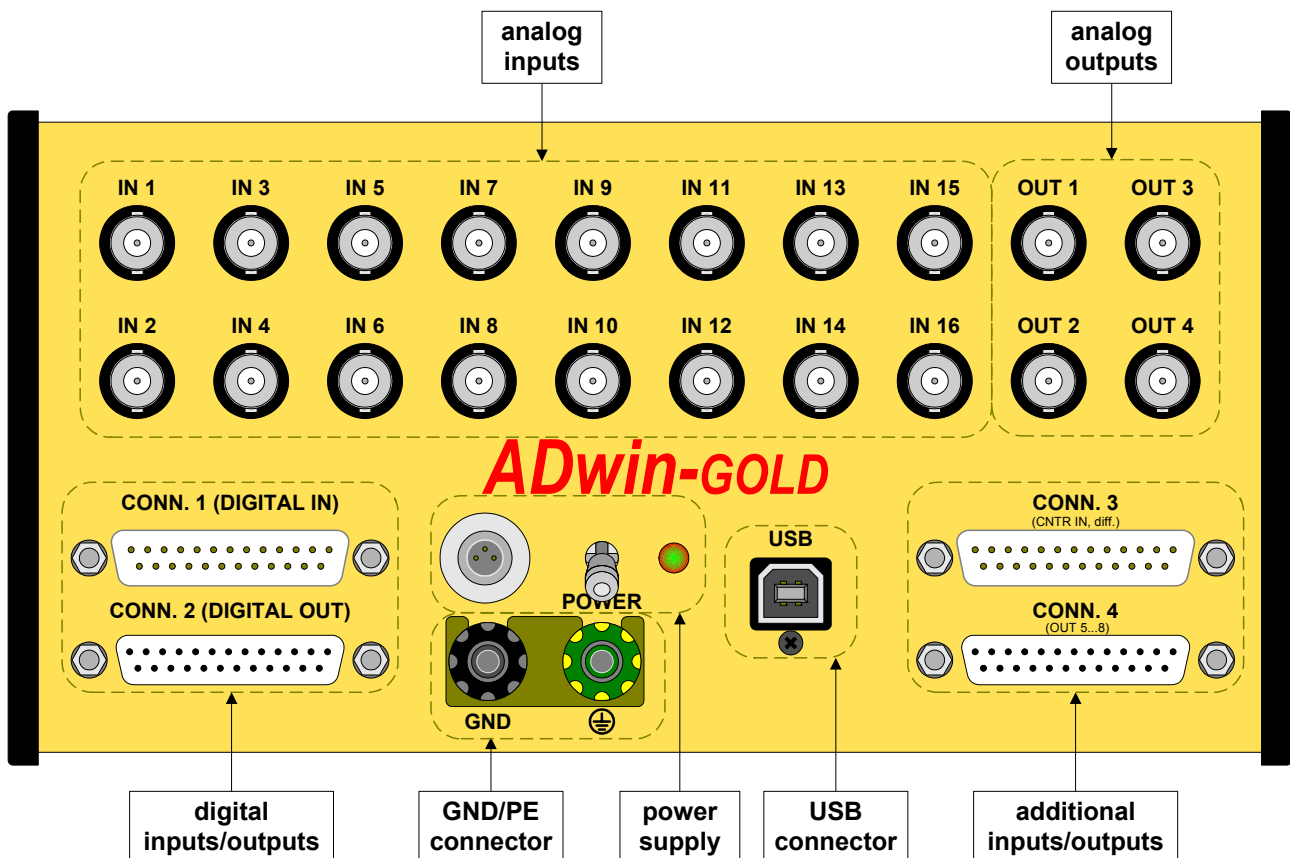 analog
inputs
analog
outputs
IN 1 IN 3 IN 5 IN 7 IN 9 IN 11 IN 13 IN 15 OUT 1 OUT 3
IN 2 IN 4 IN 6 IN 8 IN 10 IN 12 IN 14 IN 16 OUT 2 OUT 4
ADwin-GOLD
CONN. 1 (DIGITAL IN)
CONN. 2 (DIGITAL OUT)
POWER
GND
USB
CONN. 3
(CNTR IN, diff.)
CONN. 4
(OUT 5...8)
digital
inputs/outputs
GND/PE
connector
power
supply
USB
connector
additional
inputs/outputs